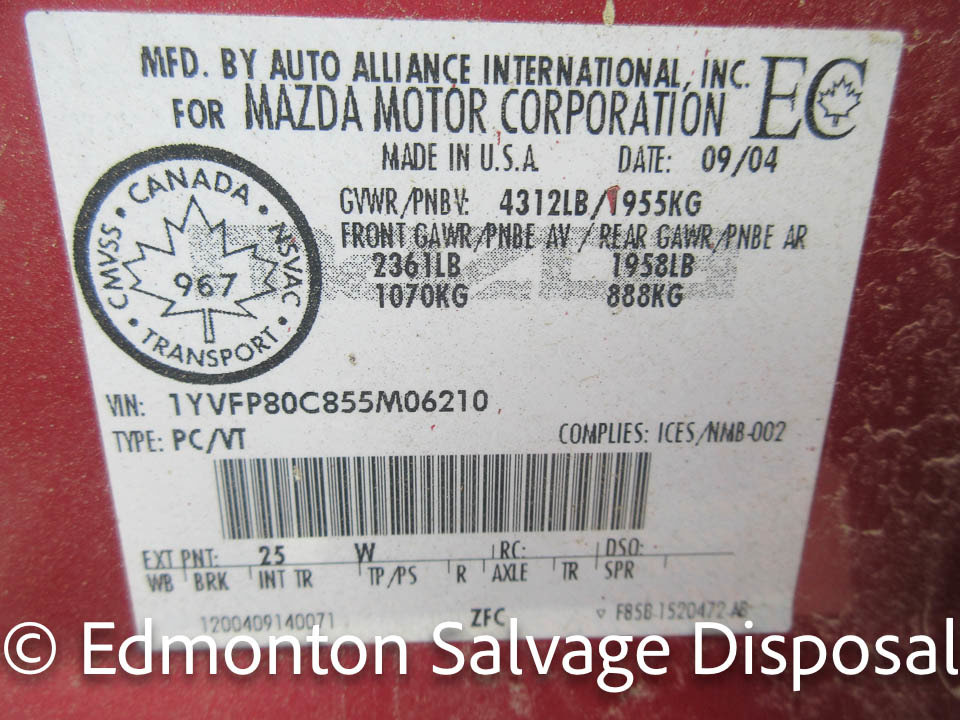 MFD. BY AUTO ALLIANCE INTERNATIONAL, INC.
FOR MAZDA MOTOR CORPORATION
EC
MADE IN U.S.A. DATE: 09/04
GVWR/PNBV: 4312LB/1955KG
FRONT GAWR/PNBE AV / REAR GAWR/PNBE AR
2361LB 1958LB
1070KG 888KG
CANADA
CMVSS • NSVAC
967
TRANSPORT
VIN: 1YVFP80C855M06210
TYPE: PC/VT COMPLIES: ICES/NMB-002
EXT PNT: 25 W RC: DSO:
WB BRK INT TR TP/PS R AXLE TR SPR
1200409140071 ZFC F85B-1520472-AB
© Edmonton Salvage Disposal